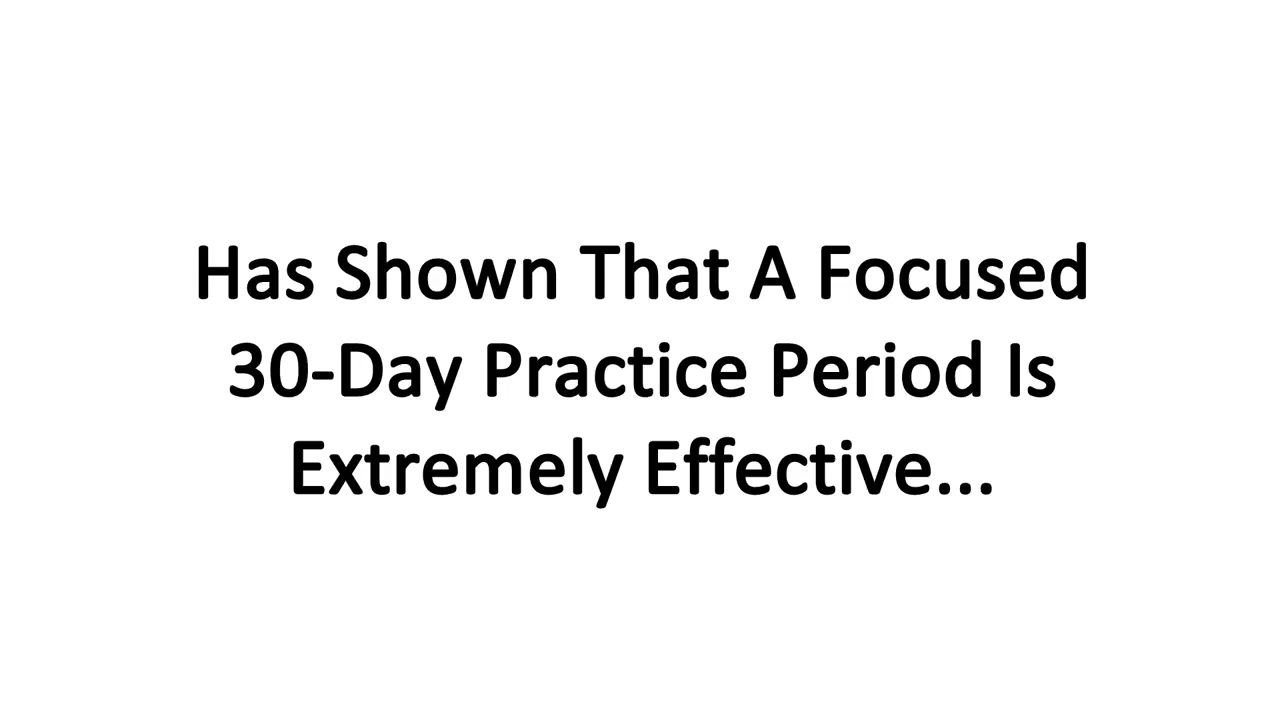 Has Shown That A Focused
30-Day Practice Period Is
Extremely Effective...